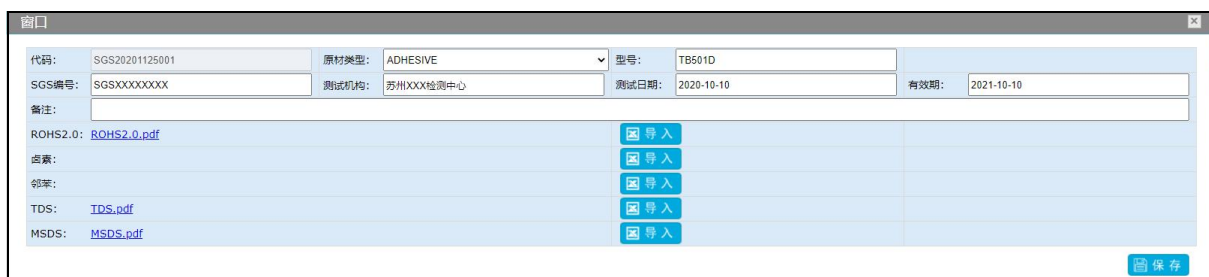 窗口
代码: SGS20201125001 原材类型: ADHESIVE 型号: TB501D
SGS编号: SGSXXXXXXXX 测试机构: 苏州XXX检测中心 测试日期: 2020-10-10 有效期: 2021-10-10
备注:
ROHS2.0: ROHS2.0.pdf 导入
卤素: 导入
邻苯: 导入
TDS: TDS.pdf 导入
MSDS: MSDS.pdf 导入
保存